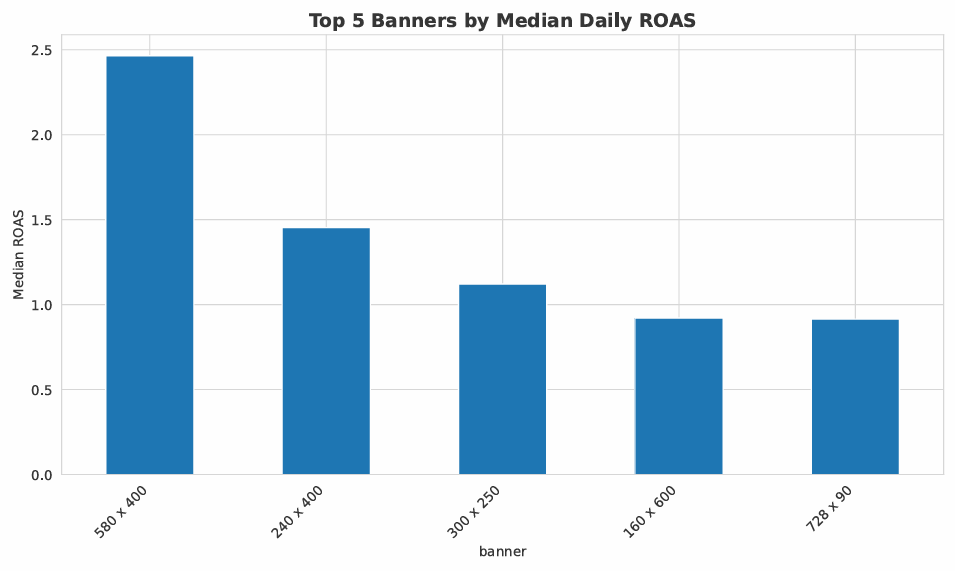 Top 5 Banners by Median Daily ROAS
Median ROAS
2.5
2.0
1.5
1.0
0.5
0.0
580 x 400
240 x 400
300 x 250
160 x 600
728 x 90
banner